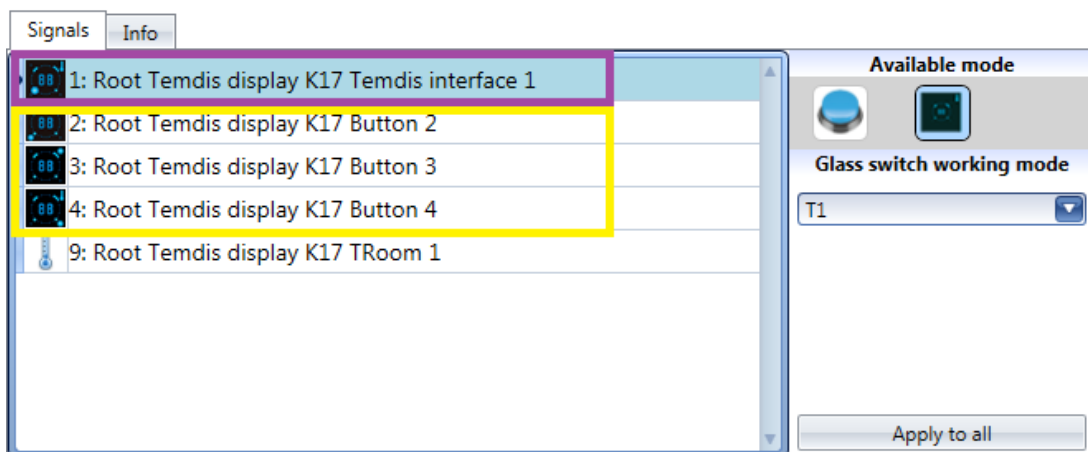 Signals
Info
1: Root Temdis display K17 Temdis interface 1
2: Root Temdis display K17 Button 2
3: Root Temdis display K17 Button 3
4: Root Temdis display K17 Button 4
9: Root Temdis display K17 TRoom 1
Available mode
Glass switch working mode
T1
Apply to all